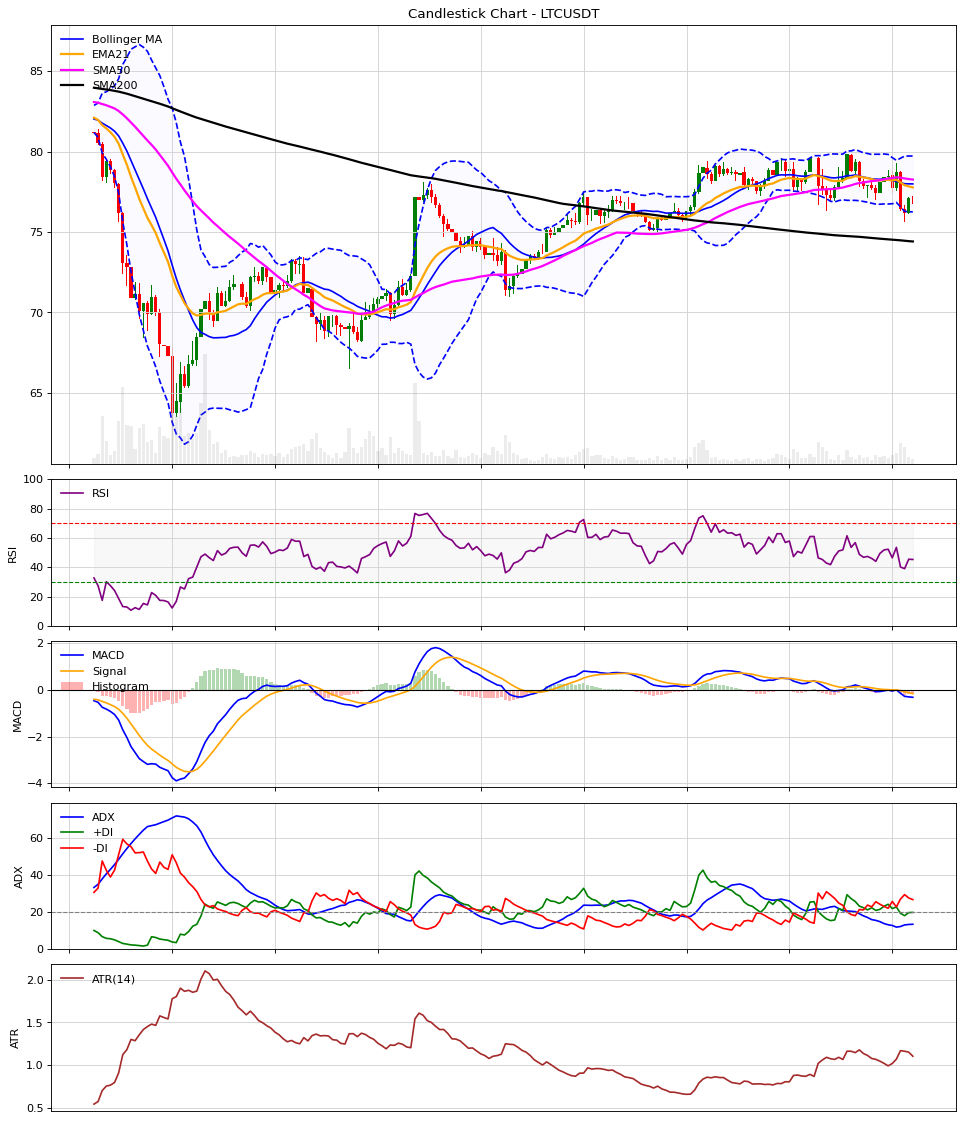 Candlestick Chart - LTCUSDT
Bollinger MA
EMA21
SMA50
SMA200
85
80
75
70
65
RSI
100
80
60
40
20
0
RSI
MACD
Signal
Histogram
2
0
−2
−4
MACD
ADX
+DI
-DI
60
40
20
0
ADX
ATR(14)
2.0
1.5
1.0
0.5
ATR